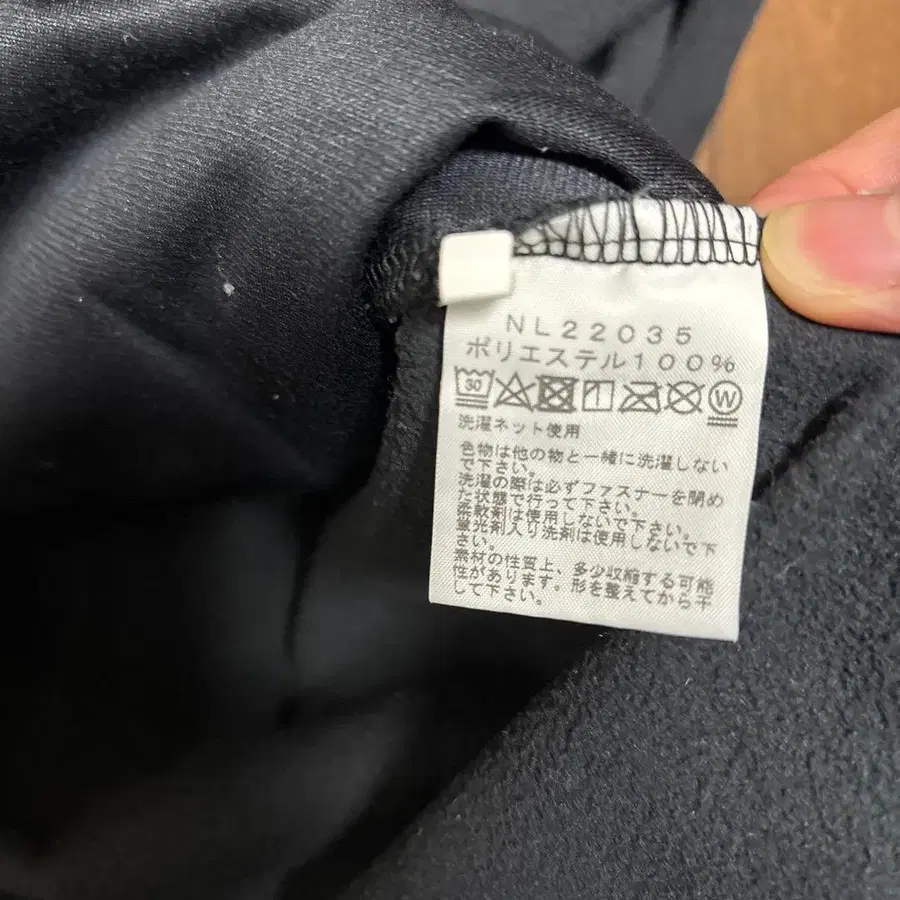 NL22035
ポリエステル100%
30 W
洗濯ネット使用
色物は他の物と一緒に洗濯しない
で下さい。
洗濯の際は必ずファスナーを閉め
た状態で行って下さい。
柔軟剤は使用しないで下さい。
蛍光剤入り洗剤は使用しないで下
さい。
素材の性質上、多少収縮する可能
性があります。形を整えてから干
して下さい。